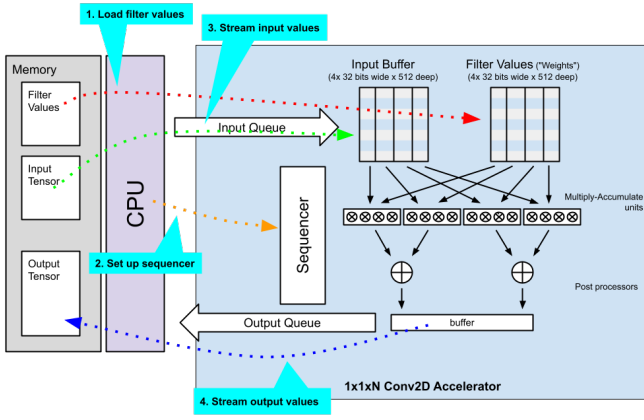 1. Load filter values
3. Stream input values
Memory
Filter
Values
Input
Tensor
Output
Tensor
CPU
2. Set up sequencer
Input Queue
Sequencer
Output Queue
Input Buffer
(4x 32 bits wide x 512 deep)
Filter Values ("Weights")
(4x 32 bits wide x 512 deep)
Multiply-Accumulate
units
Post processors
buffer
1x1xN Conv2D Accelerator
4. Stream output values